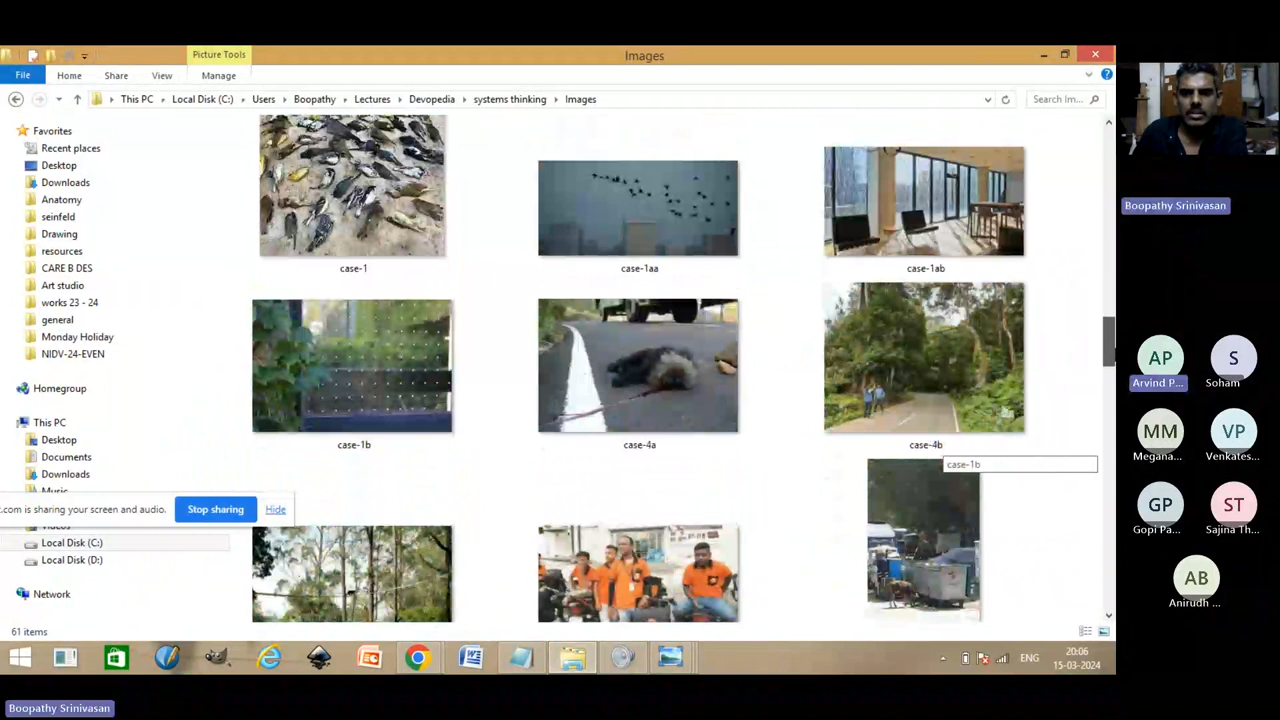 Picture Tools
Images
File
Home
Share
View
Manage
This PC
Local Disk (C:)
Users
Boopathy
Lectures
Devopedia
systems thinking
Images
Search Im...
Favorites
Recent places
Desktop
Downloads
Anatomy
seinfeld
Drawing
resources
CARE B DES
Art studio
works 23 - 24
general
Monday Holiday
NIDV-24-EVEN
Homegroup
This PC
Desktop
Documents
Downloads
Music
.com is sharing your screen and audio.
Stop sharing
Hide
Local Disk (C:)
Local Disk (D:)
Network
61 items
case-1
case-1aa
case-1ab
case-1b
case-4a
case-4b
case-1b
ENG
20:06
15-03-2024
Boopathy Srinivasan
AP
Arvind P...
S
Soham
MM
Megana...
VP
Venkates...
GP
Gopi Pa...
ST
Sajina Th...
AB
Anirudh ...
Boopathy Srinivasan